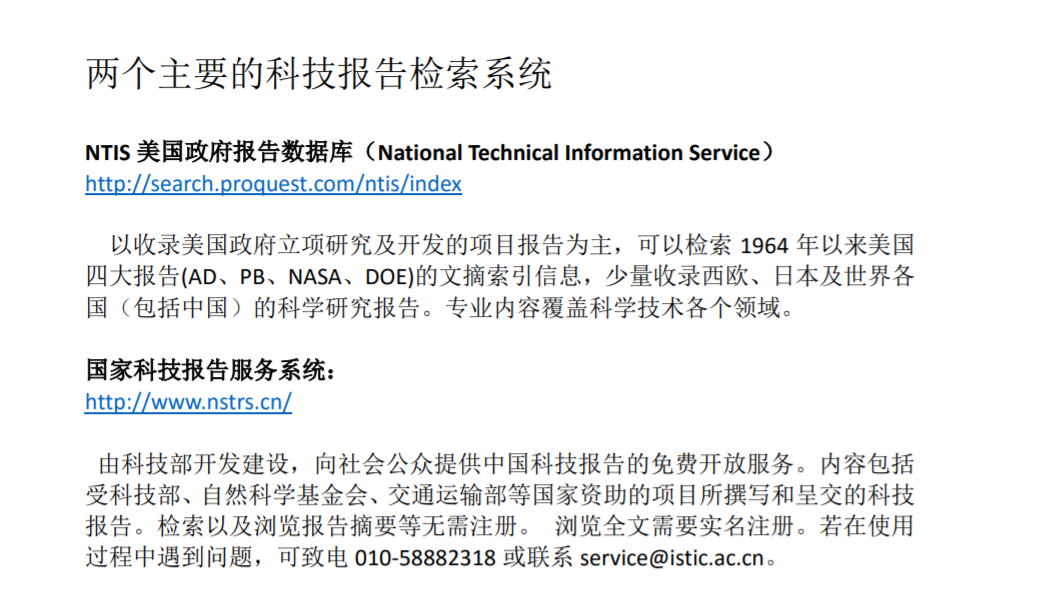 两个主要的科技报告检索系统
NTIS 美国政府报告数据库（National Technical Information Service）
http://search.proquest.com/ntis/index
以收录美国政府立项研究及开发的项目报告为主，可以检索 1964 年以来美国
四大报告(AD、PB、NASA、DOE)的文摘索引信息，少量收录西欧、日本及世界各
国（包括中国）的科学研究报告。专业内容覆盖科学技术各个领域。
国家科技报告服务系统：
http://www.nstrs.cn/
由科技部开发建设，向社会公众提供中国科技报告的免费开放服务。内容包括
受科技部、自然科学基金会、交通运输部等国家资助的项目所撰写和呈交的科技
报告。检索以及浏览报告摘要等无需注册。 浏览全文需要实名注册。若在使用
过程中遇到问题，可致电 010-58882318 或联系 service@istic.ac.cn。